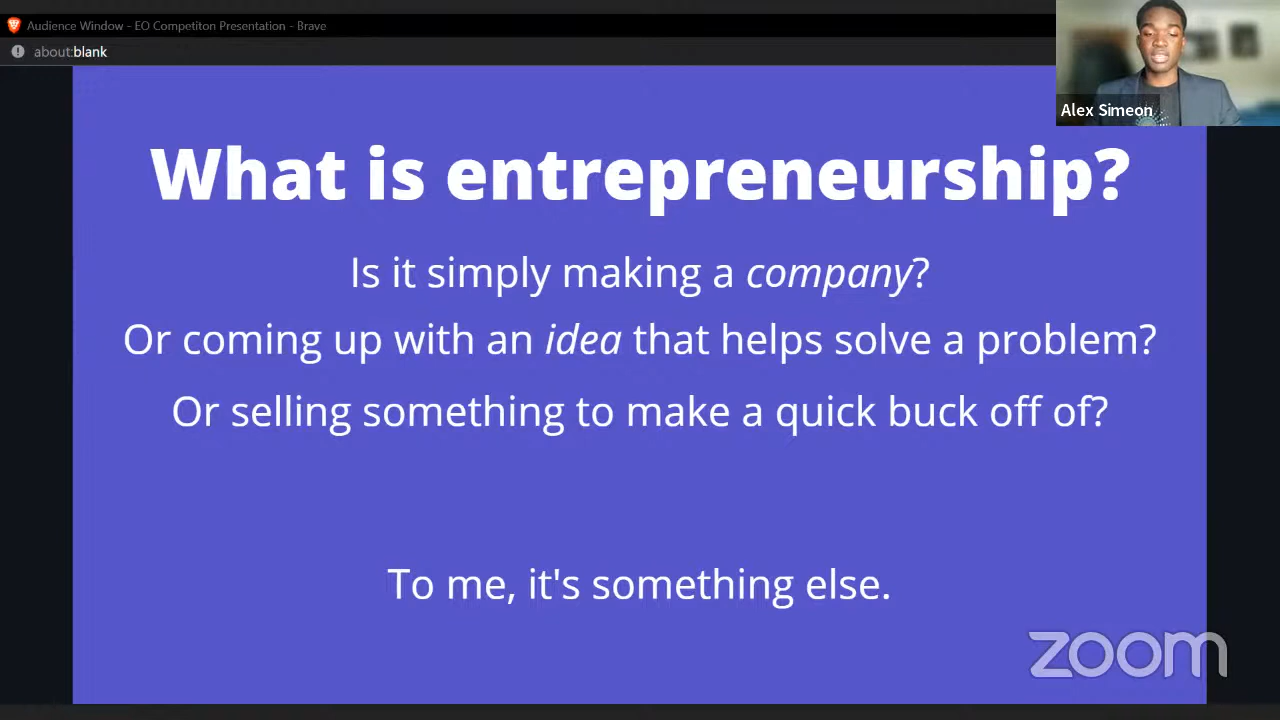 Audience Window - EO Competiton Presentation - Brave
about:blank
Alex Simeon
What is entrepreneurship?
Is it simply making a company?
Or coming up with an idea that helps solve a problem?
Or selling something to make a quick buck off of?
To me, it's something else.
zoom